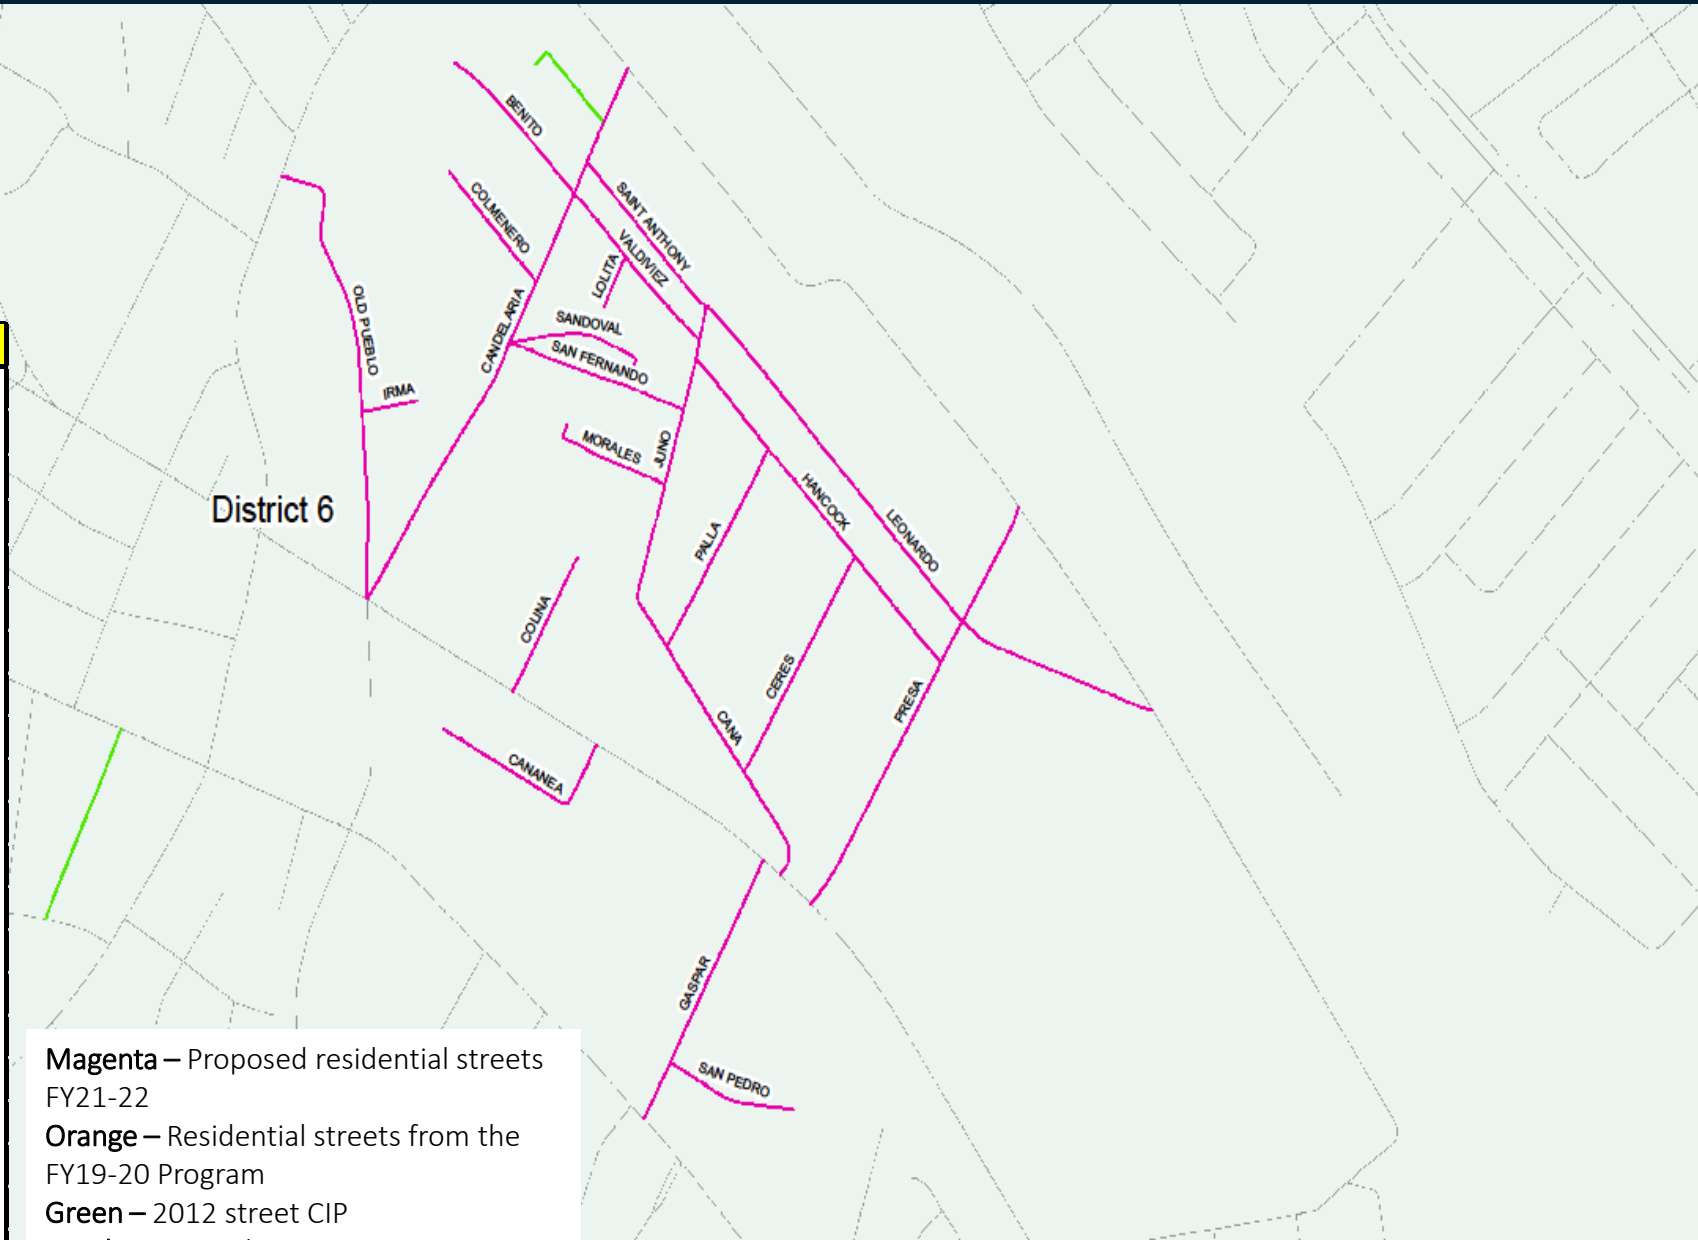 BENITO
COLMENERO
SAINT ANTHONY
VALDIVIEZ
LOLITA
OLD PUEBLO
CANDELARIA
SANDOVAL
SAN FERNANDO
IRMA
MORALES
JUNO
District 6
HANCOCK
LEONARDO
PALLA
COLINA
CERES
PRESA
CANA
CANANEA
GASPAR
SAN PEDRO
Magenta – Proposed residential streets
FY21-22
Orange – Residential streets from the
FY19-20 Program
Green – 2012 street CIP